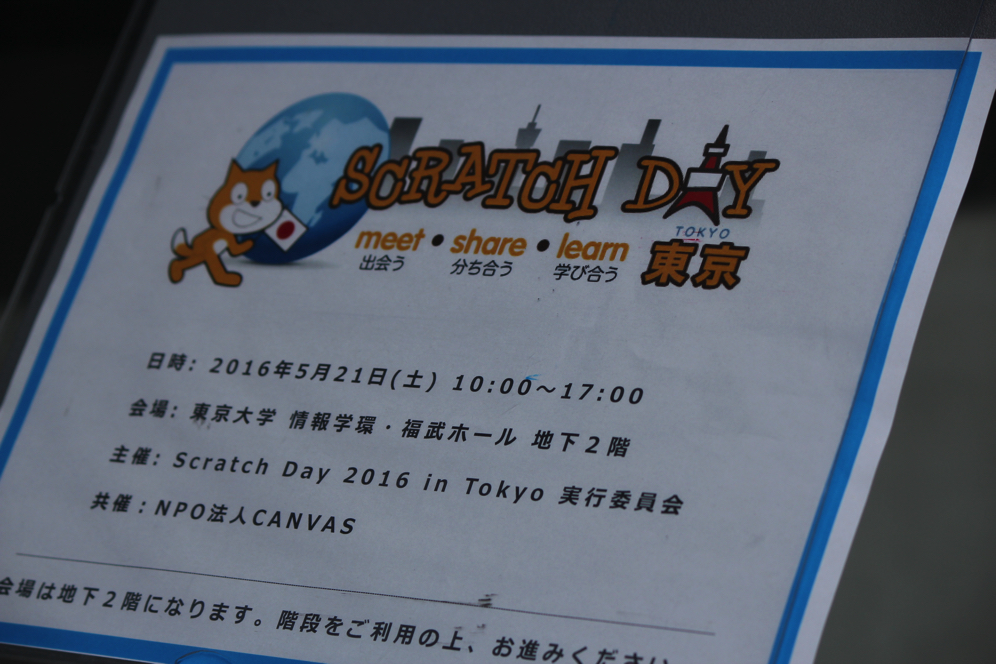 SCRATCH DAY
TOKYO
meet • share • learn
出会う 分ち合う 学び合う
東京
日時: 2016年5月21日(土) 10:00〜17:00
会場: 東京大学 情報学環・福武ホール 地下２階
主催: Scratch Day 2016 in Tokyo 実行委員会
共催：NPO法人CANVAS
会場は地下２階になります。階段をご利用の上、お進みください